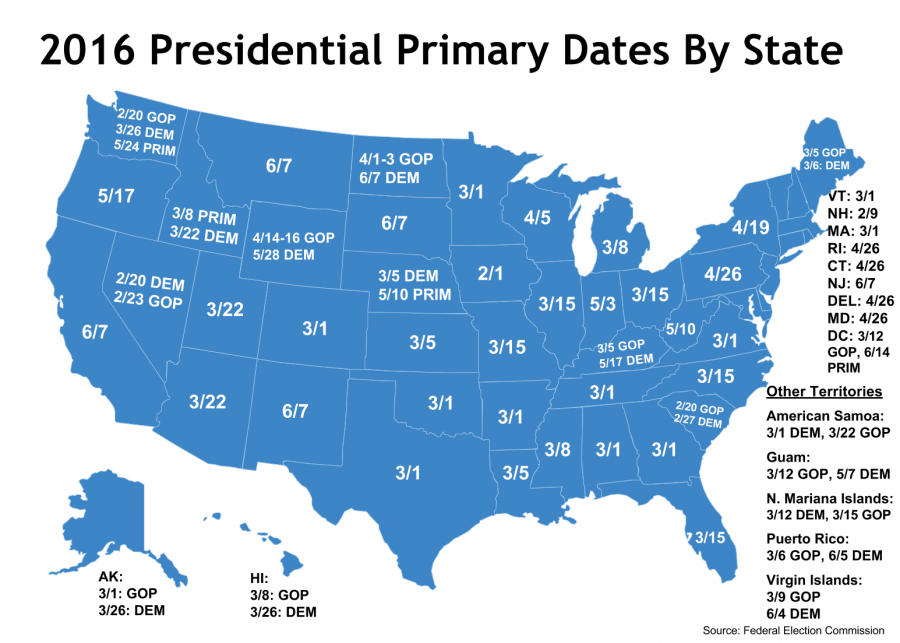 2016 Presidential Primary Dates By State
2/20 GOP
3/26 DEM
5/24 PRIM
6/7
4/1-3 GOP
6/7 DEM
3/1
3/5 GOP
3/6: DEM
5/17
3/8 PRIM
3/22 DEM
4/14-16 GOP
5/28 DEM
6/7
4/5
3/8
4/19
VT: 3/1
NH: 2/9
MA: 3/1
RI: 4/26
CT: 4/26
NJ: 6/7
DEL: 4/26
MD: 4/26
DC: 3/12
GOP, 6/14
PRIM
2/20 DEM
2/23 GOP
3/5 DEM
5/10 PRIM
2/1
4/26
6/7
3/22
3/1
3/5
3/15
3/15
5/3
3/15
5/10
3/1
3/5 GOP
5/17 DEM
3/22
6/7
3/1
3/1
3/1
3/15
2/20 GOP
2/27 DEM
3/1
3/5
3/8
3/1
3/1
3/15
Other Territories
American Samoa:
3/1 DEM, 3/22 GOP
Guam:
3/12 GOP, 5/7 DEM
N. Mariana Islands:
3/12 DEM, 3/15 GOP
Puerto Rico:
3/6 GOP, 6/5 DEM
Virgin Islands:
3/9 GOP
6/4 DEM
AK:
3/1: GOP
3/26: DEM
HI:
3/8: GOP
3/26: DEM
Source: Federal Election Commission